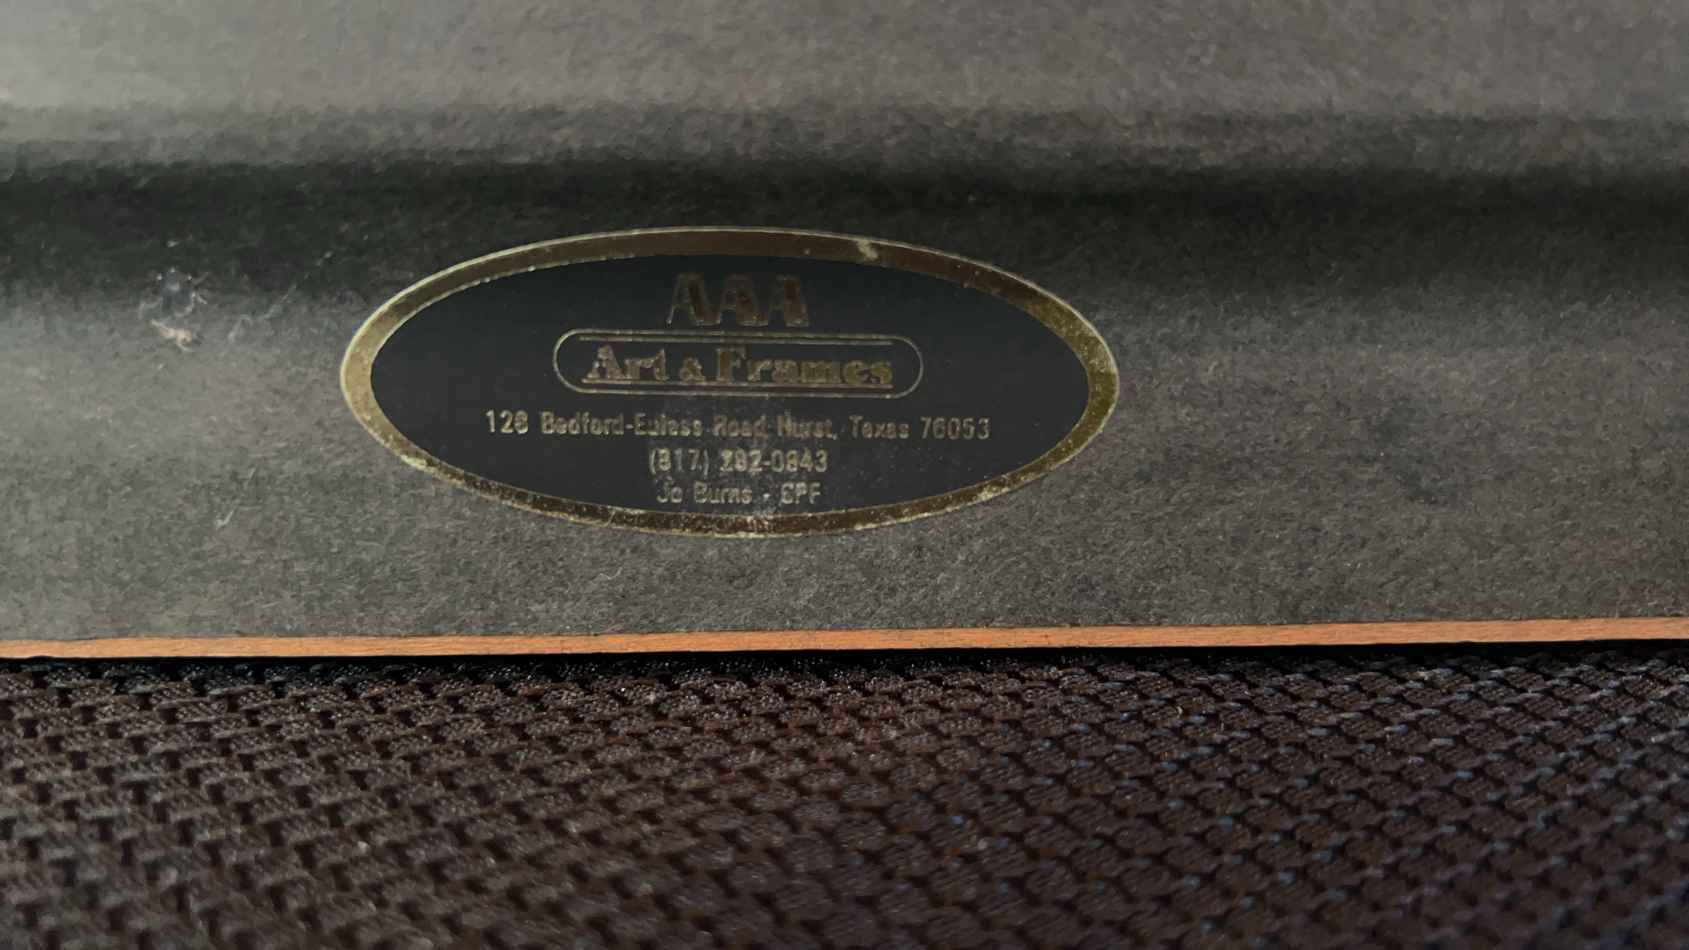 AAA
Art & Frames
128 Bedford-Euless Road Hurst, Texas 76053
(817) 282-0843
Jo Burns - CPF